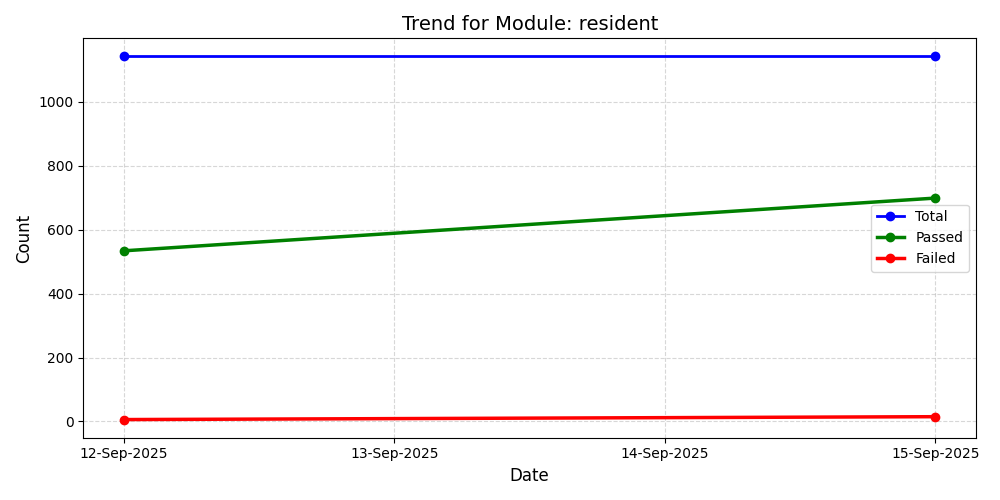 Trend for Module: resident
Count
1000
800
600
400
200
0
Total
Passed
Failed
12-Sep-2025
13-Sep-2025
14-Sep-2025
15-Sep-2025
Date